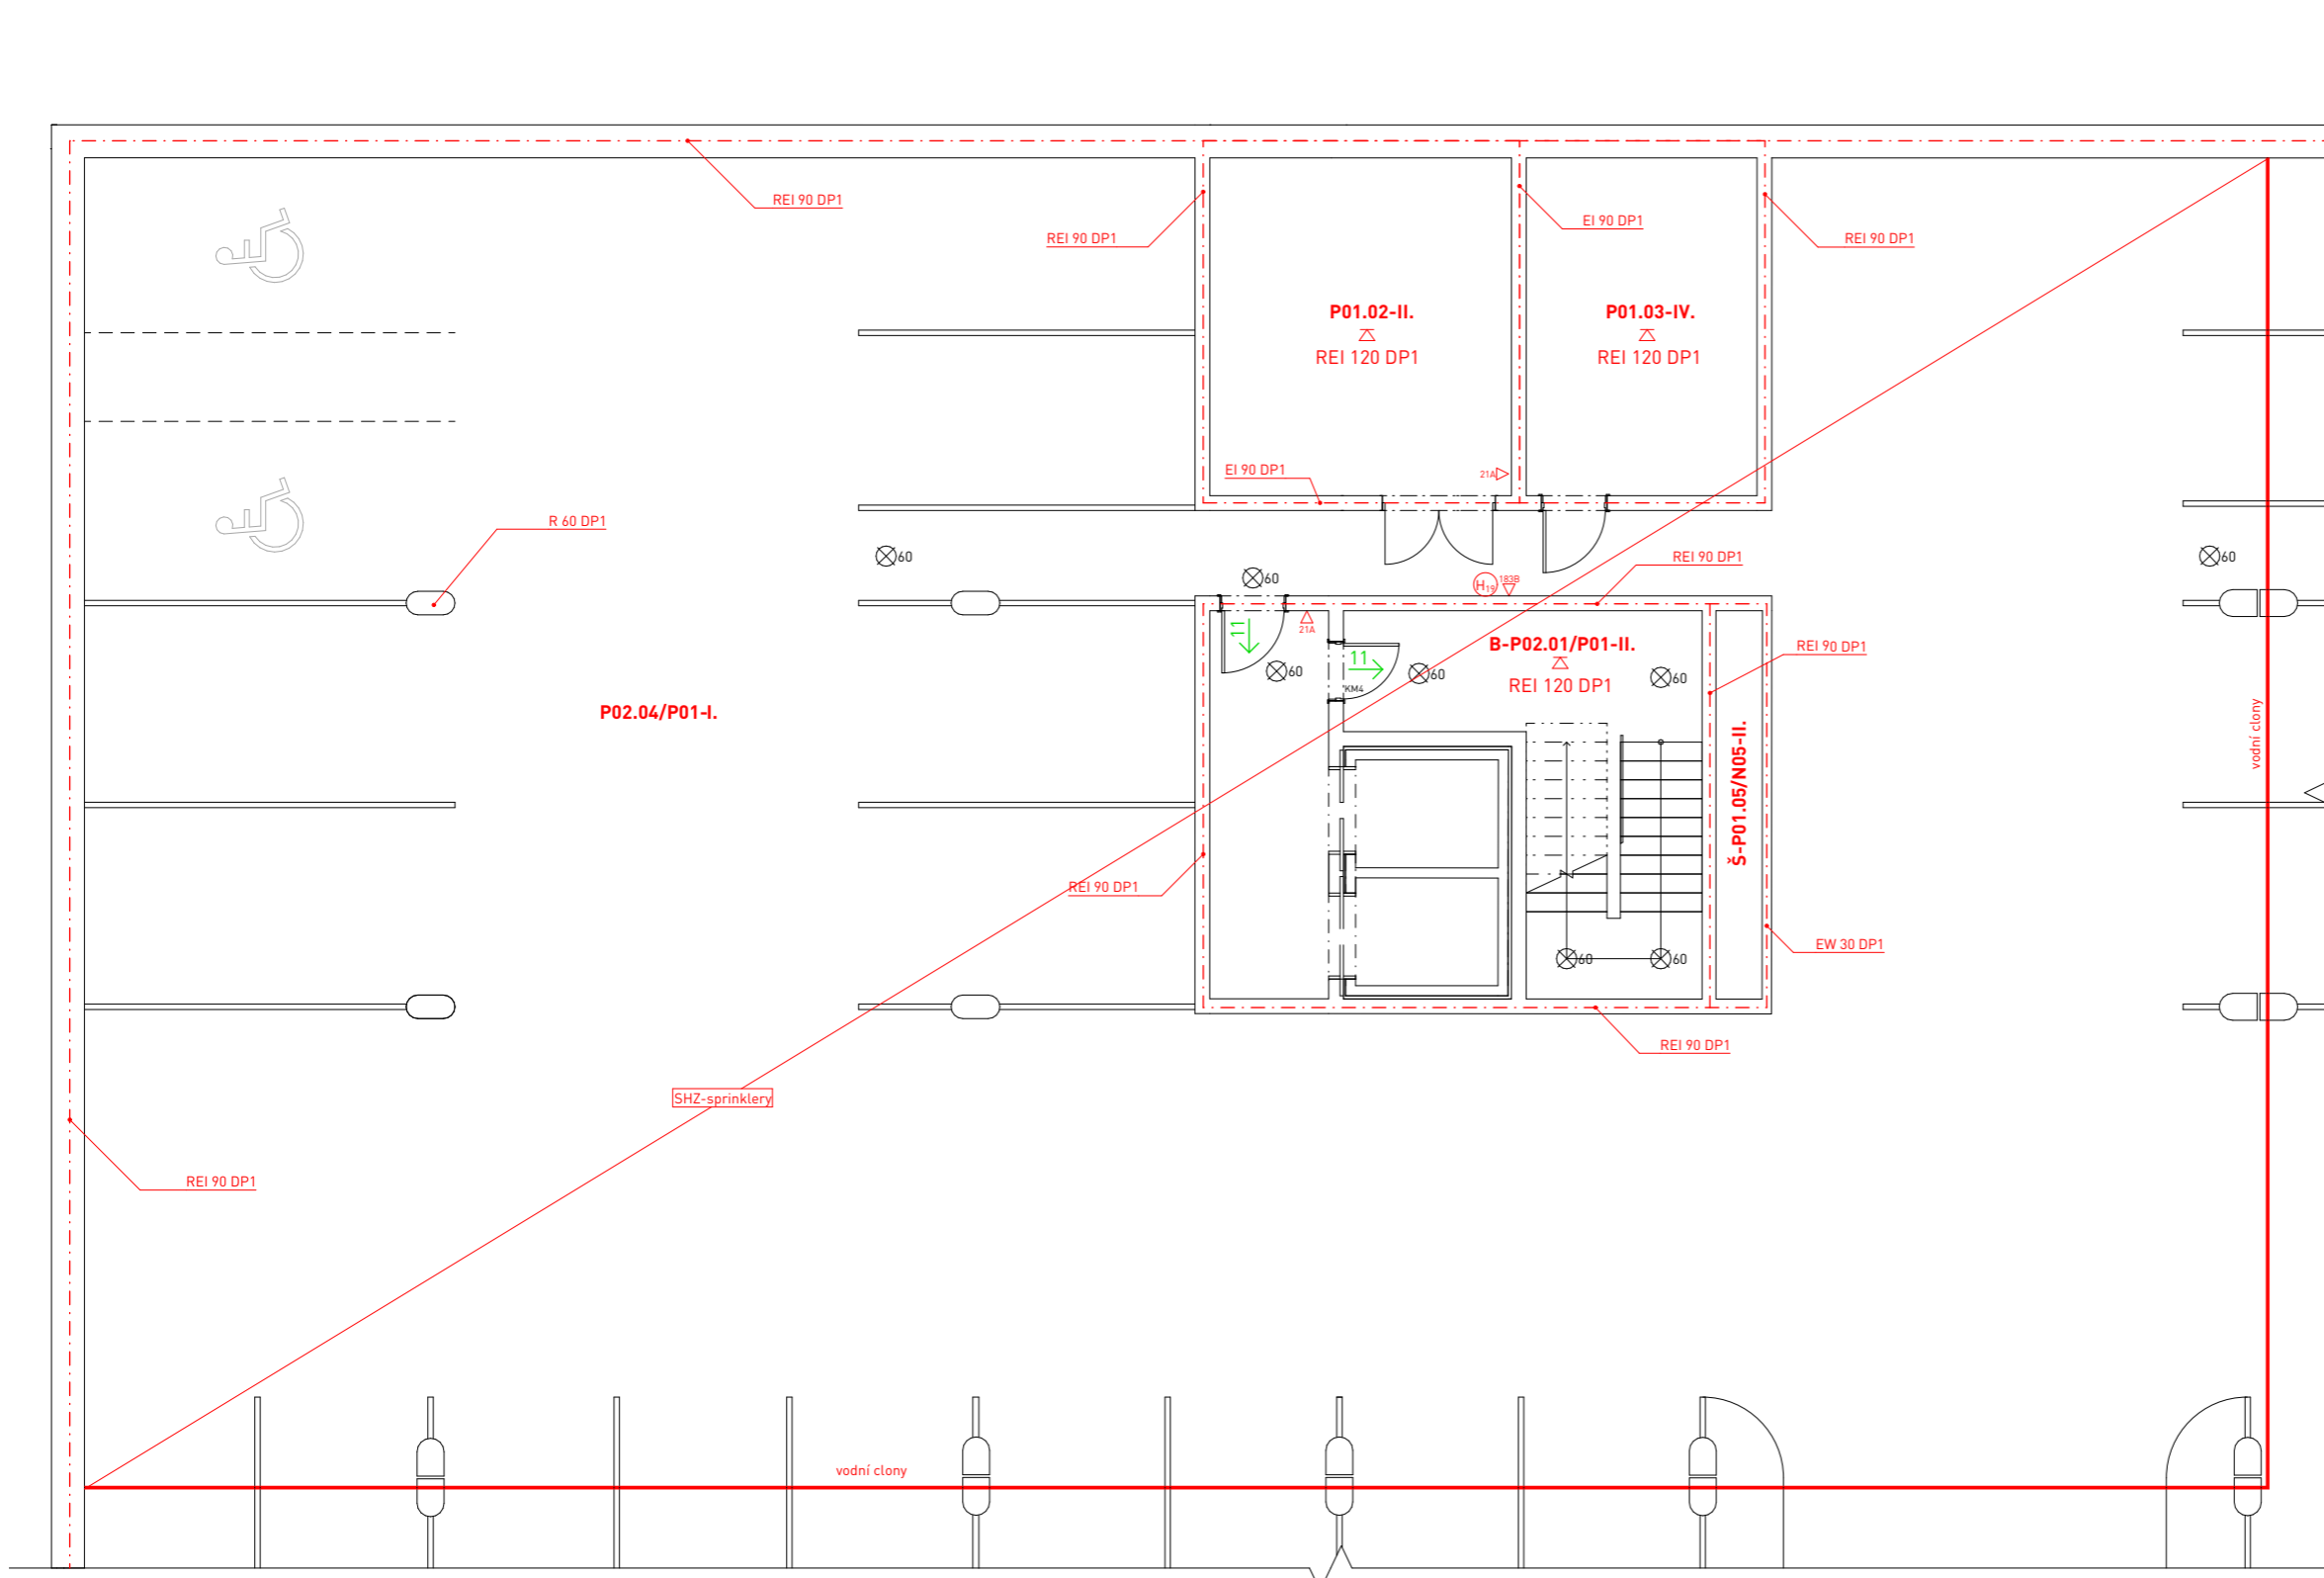 REI 90 DP1
REI 90 DP1
EI 90 DP1
REI 90 DP1
P01.02-II.
REI 120 DP1
P01.03-IV.
REI 120 DP1
EI 90 DP1
21A
R 60 DP1
60
60
H19
183B
REI 90 DP1
60
11
21A
11
60
KM4
60
B-P02.01/P01-II.
REI 120 DP1
60
REI 90 DP1
P02.04/P01-I.
Š-P01.05/N05-II.
vodní clony
REI 90 DP1
EW 30 DP1
60
60
REI 90 DP1
SHZ-sprinklery
REI 90 DP1
vodní clony